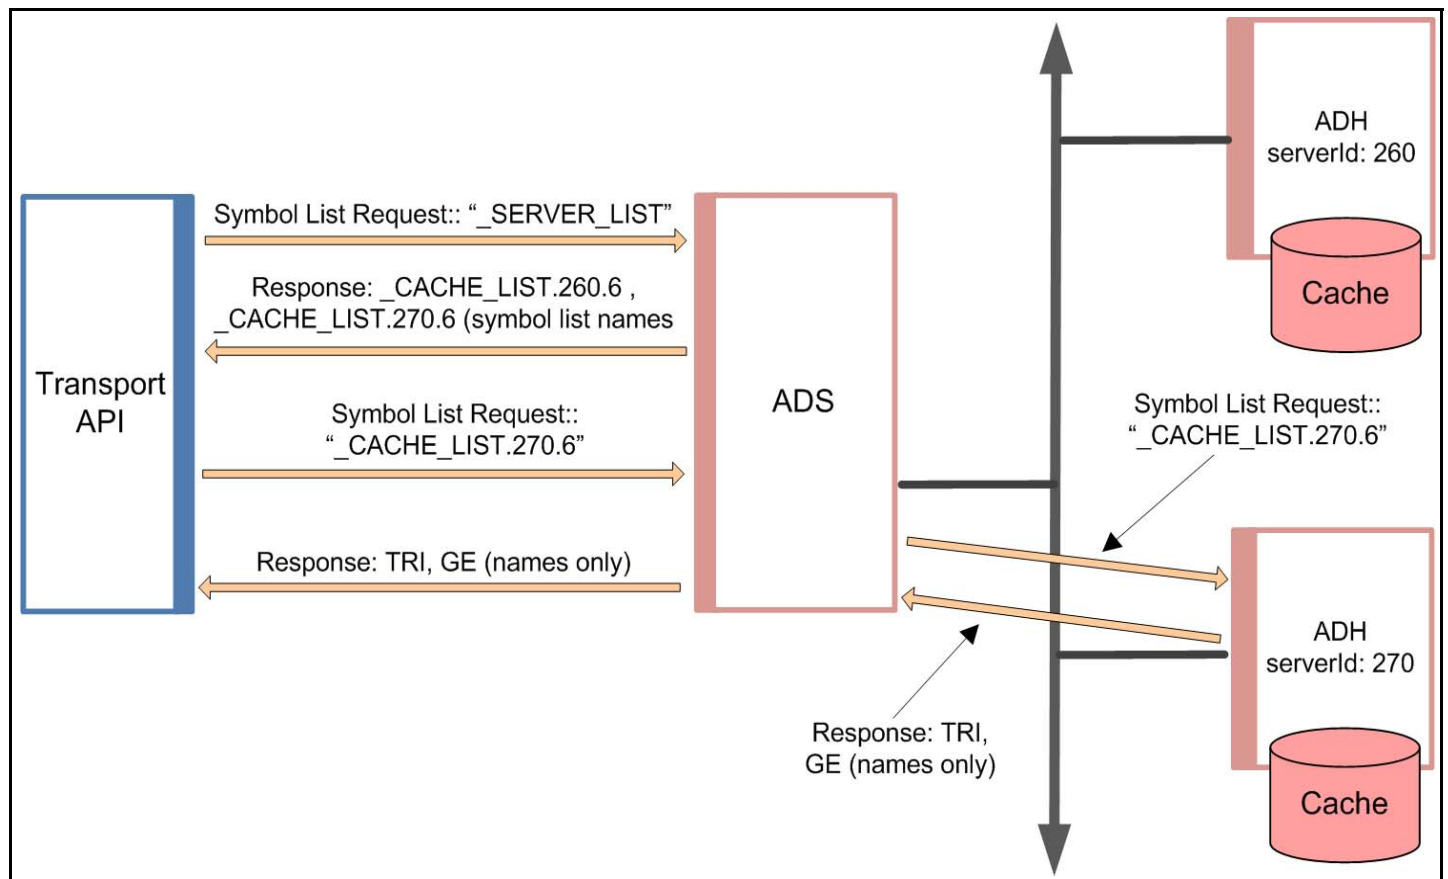 ADH
serverId: 260
Cache
Symbol List Request:: “_SERVER_LIST”
Response: _CACHE_LIST.260.6 ,
_CACHE_LIST.270.6 (symbol list names
Transport
API
ADS
Symbol List Request::
“_CACHE_LIST.270.6”
Symbol List Request::
“_CACHE_LIST.270.6”
Response: TRI, GE (names only)
ADH
serverId: 270
Response: TRI,
GE (names only)
Cache